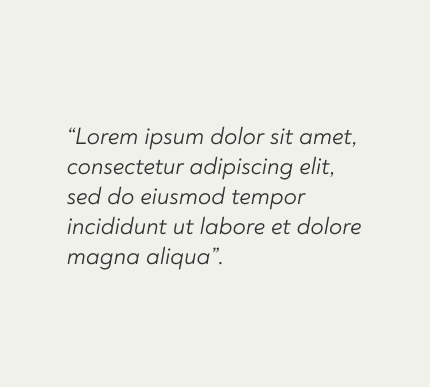 “Lorem ipsum dolor sit amet,
consectetur adipiscing elit,
sed do eiusmod tempor
incididunt ut labore et dolore
magna aliqua”.